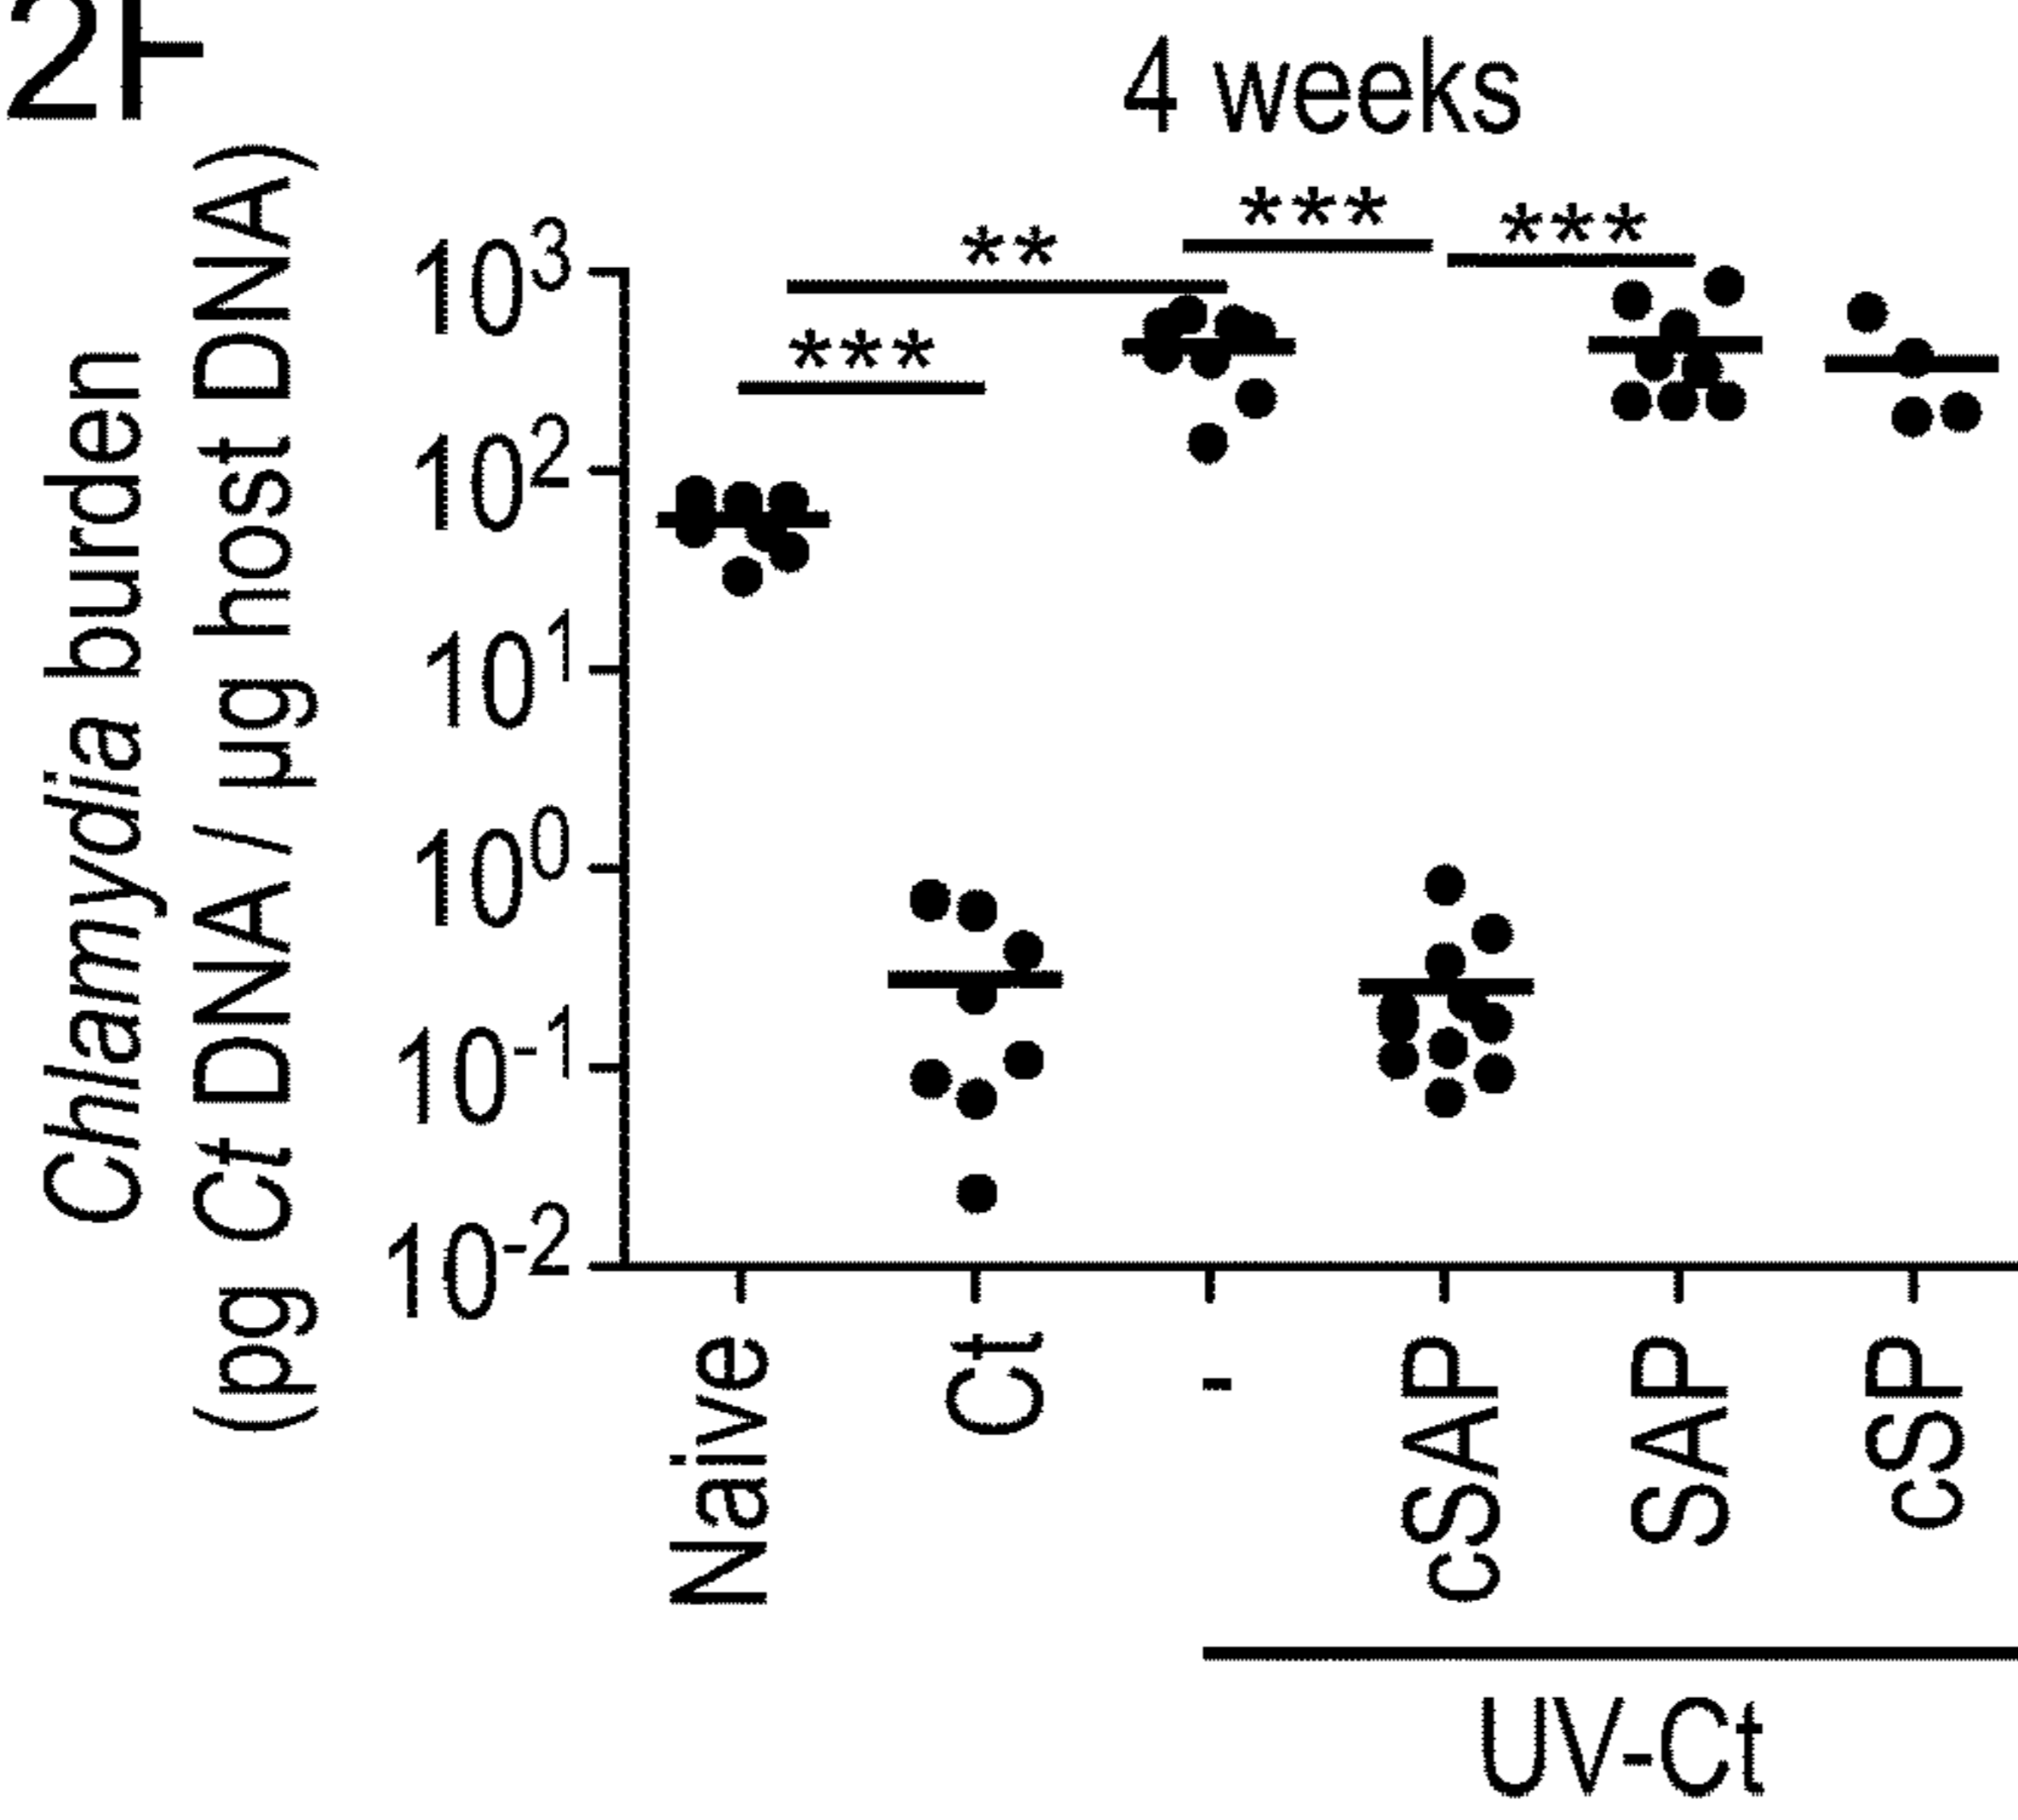 2F
4 weeks
Chlamydia burden
(pg Ct DNA / µg host DNA)
10³
10²
10¹
10⁰
10⁻¹
10⁻²
**
***
***
***
Naive
Ct
-
cSAP
SAP
cSP
UV-Ct